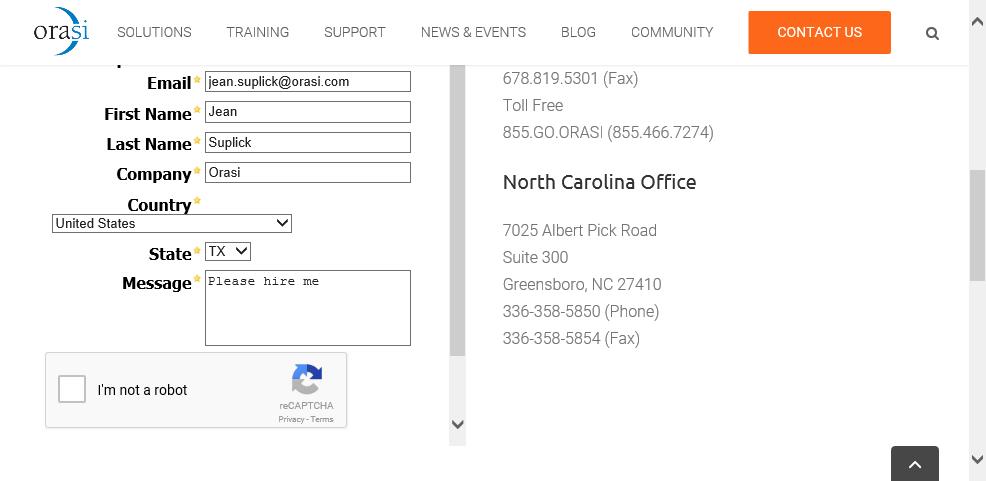 orasi
SOLUTIONS
TRAINING
SUPPORT
NEWS & EVENTS
BLOG
COMMUNITY
CONTACT US
Email
jean.suplick@orasi.com
First Name
Jean
Last Name
Suplick
Company
Orasi
Country
United States
State
TX
Message
Please hire me
I'm not a robot
reCAPTCHA
Privacy - Terms
678.819.5301 (Fax)
Toll Free
855.GO.ORASI (855.466.7274)
North Carolina Office
7025 Albert Pick Road
Suite 300
Greensboro, NC 27410
336-358-5850 (Phone)
336-358-5854 (Fax)